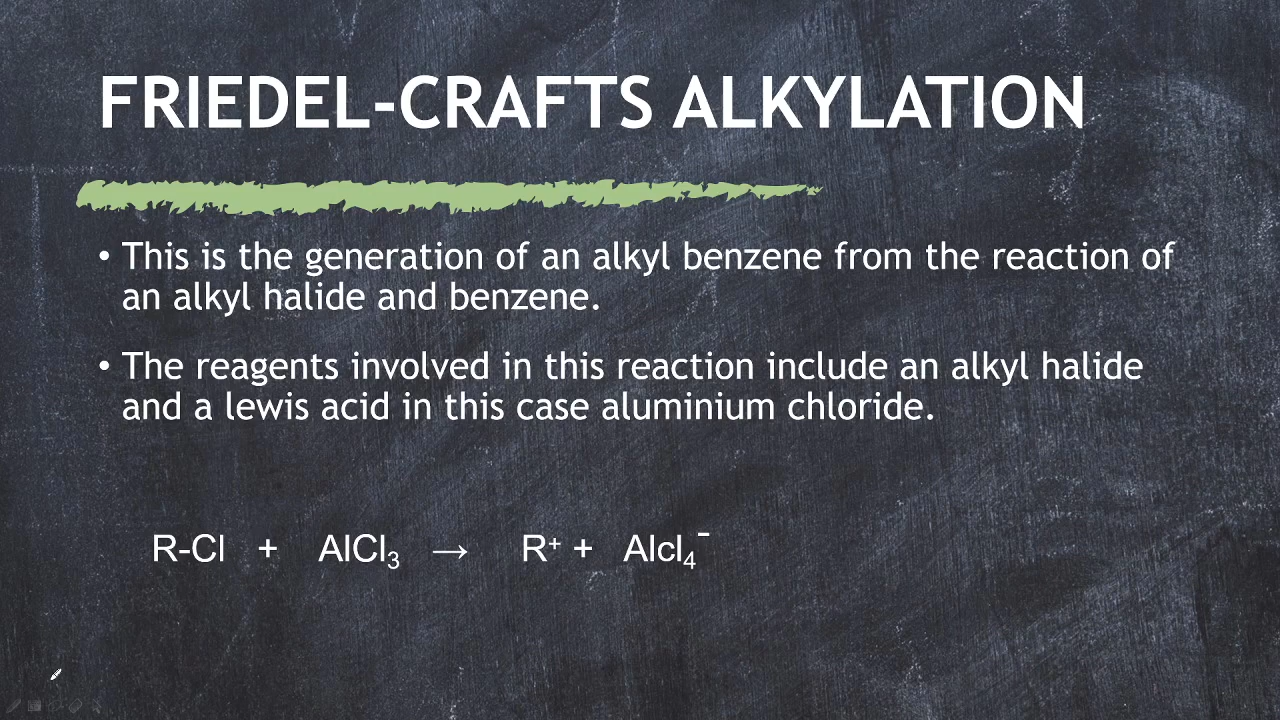 FRIEDEL-CRAFTS ALKYLATION
• This is the generation of an alkyl benzene from the reaction of
an alkyl halide and benzene.
• The reagents involved in this reaction include an alkyl halide
and a lewis acid in this case aluminium chloride.
R-Cl + AlCl₃ → R⁺ + Alcl₄⁻